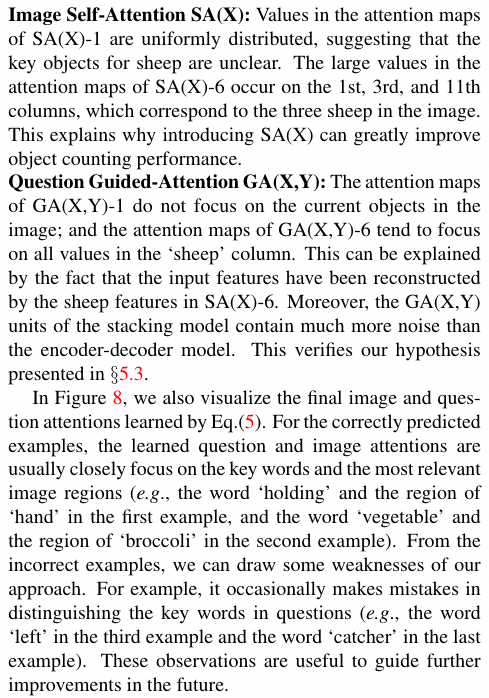 Image Self-Attention SA(X): Values in the attention maps
of SA(X)-1 are uniformly distributed, suggesting that the
key objects for sheep are unclear. The large values in the
attention maps of SA(X)-6 occur on the 1st, 3rd, and 11th
columns, which correspond to the three sheep in the image.
This explains why introducing SA(X) can greatly improve
object counting performance.
Question Guided-Attention GA(X,Y): The attention maps
of GA(X,Y)-1 do not focus on the current objects in the
image; and the attention maps of GA(X,Y)-6 tend to focus
on all values in the ‘sheep’ column. This can be explained
by the fact that the input features have been reconstructed
by the sheep features in SA(X)-6. Moreover, the GA(X,Y)
units of the stacking model contain much more noise than
the encoder-decoder model. This verifies our hypothesis
presented in §5.3.
In Figure 8, we also visualize the final image and ques-
tion attentions learned by Eq.(5). For the correctly predicted
examples, the learned question and image attentions are
usually closely focus on the key words and the most relevant
image regions (e.g., the word ‘holding’ and the region of
‘hand’ in the first example, and the word ‘vegetable’ and
the region of ‘broccoli’ in the second example). From the
incorrect examples, we can draw some weaknesses of our
approach. For example, it occasionally makes mistakes in
distinguishing the key words in questions (e.g., the word
‘left’ in the third example and the word ‘catcher’ in the last
example). These observations are useful to guide further
improvements in the future.